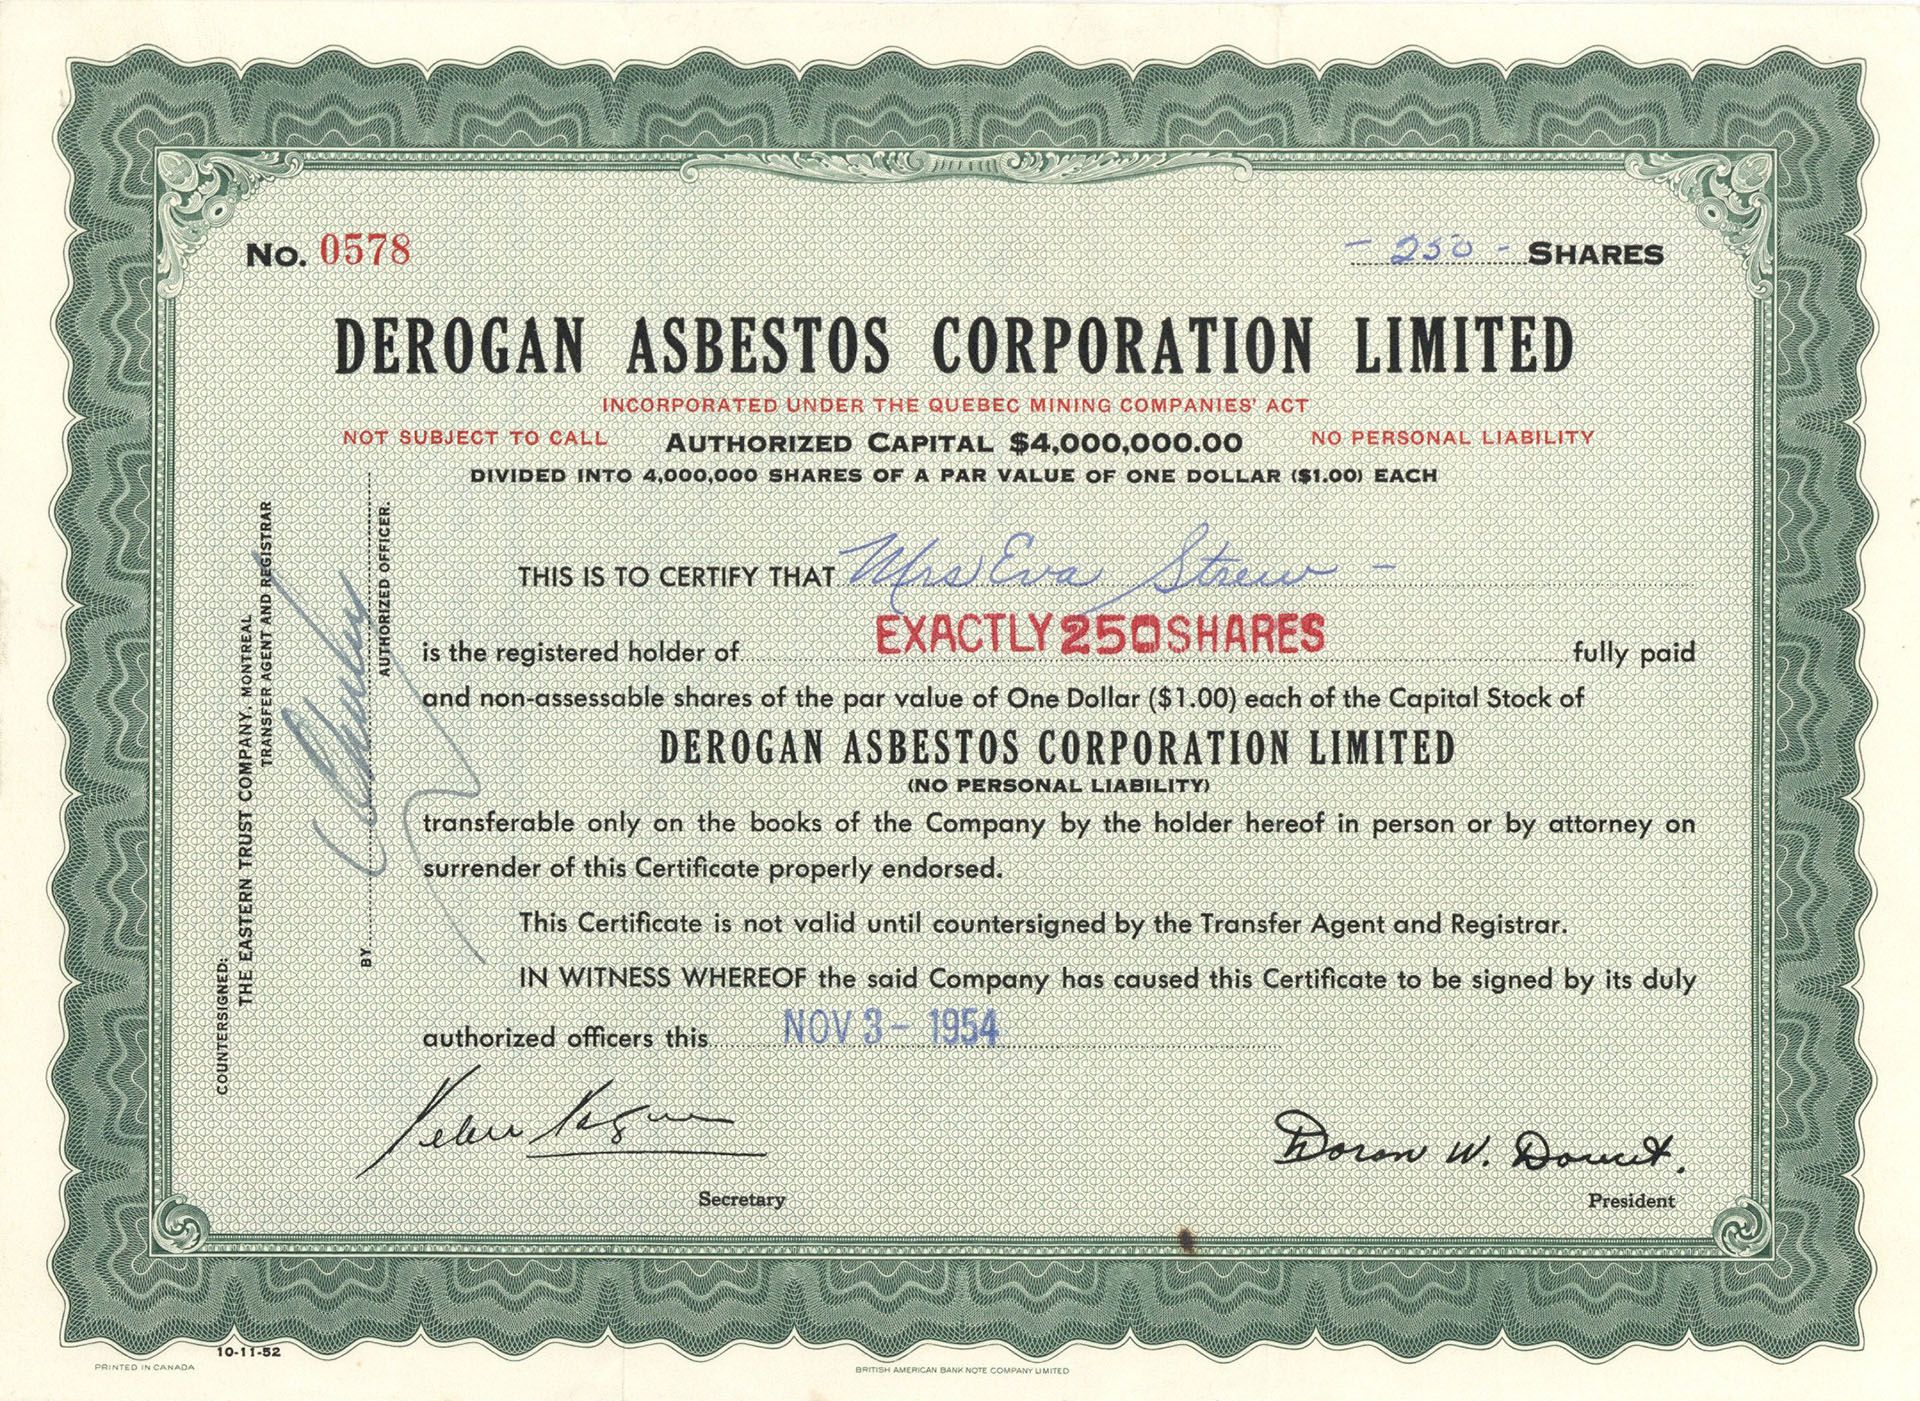 No. 0578
- 250 - SHARES
DEROGAN ASBESTOS CORPORATION LIMITED
INCORPORATED UNDER THE QUEBEC MINING COMPANIES' ACT
NOT SUBJECT TO CALL AUTHORIZED CAPITAL $4,000,000.00 NO PERSONAL LIABILITY
DIVIDED INTO 4,000,000 SHARES OF A PAR VALUE OF ONE DOLLAR ($1.00) EACH
THIS IS TO CERTIFY THAT Mrs Eva Strew -
is the registered holder of EXACTLY 250 SHARES fully paid
and non-assessable shares of the par value of One Dollar ($1.00) each of the Capital Stock of
DEROGAN ASBESTOS CORPORATION LIMITED
(NO PERSONAL LIABILITY)
transferable only on the books of the Company by the holder hereof in person or by attorney on
surrender of this Certificate properly endorsed.
This Certificate is not valid until countersigned by the Transfer Agent and Registrar.
IN WITNESS WHEREOF the said Company has caused this Certificate to be signed by its duly
authorized officers this NOV 3 - 1954
Doran W.
Secretary
President
COUNTERSIGNED:
THE EASTERN TRUST COMPANY, MONTREAL
TRANSFER AGENT AND REGISTRAR
BY
AUTHORIZED OFFICER.
10-11-52
PRINTED IN CANADA
BRITISH AMERICAN BANK NOTE COMPANY LIMITED